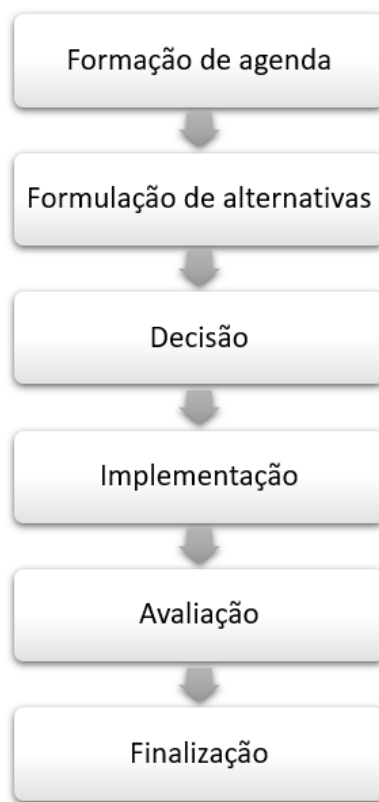 Formação de agenda
Formulação de alternativas
Decisão
Implementação
Avaliação
Finalização